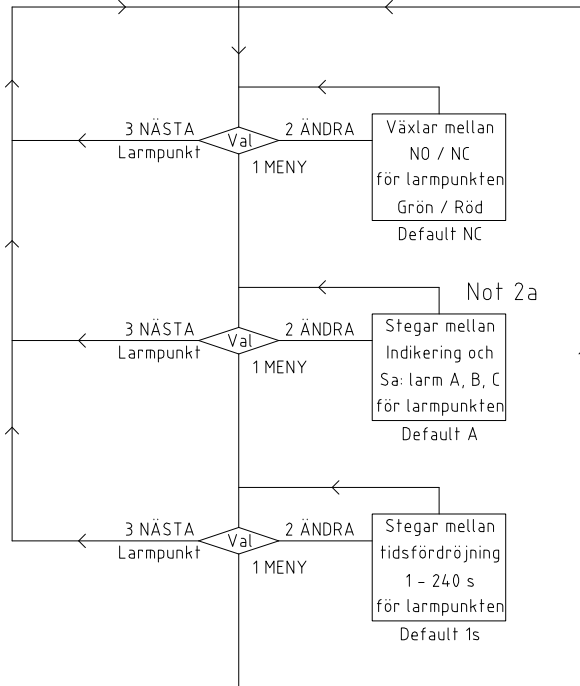 3 NÄSTA
Larmpunkt
Val
2 ÄNDRA
1 MENY
Växlar mellan
NO / NC
för larmpunkten
Grön / Röd
Default NC
Not 2a
3 NÄSTA
Larmpunkt
Val
2 ÄNDRA
1 MENY
Stegar mellan
Indikering och
Sa: larm A, B, C
för larmpunkten
Default A
3 NÄSTA
Larmpunkt
Val
2 ÄNDRA
1 MENY
Stegar mellan
tidsfördröjning
1 - 240 s
för larmpunkten
Default 1s